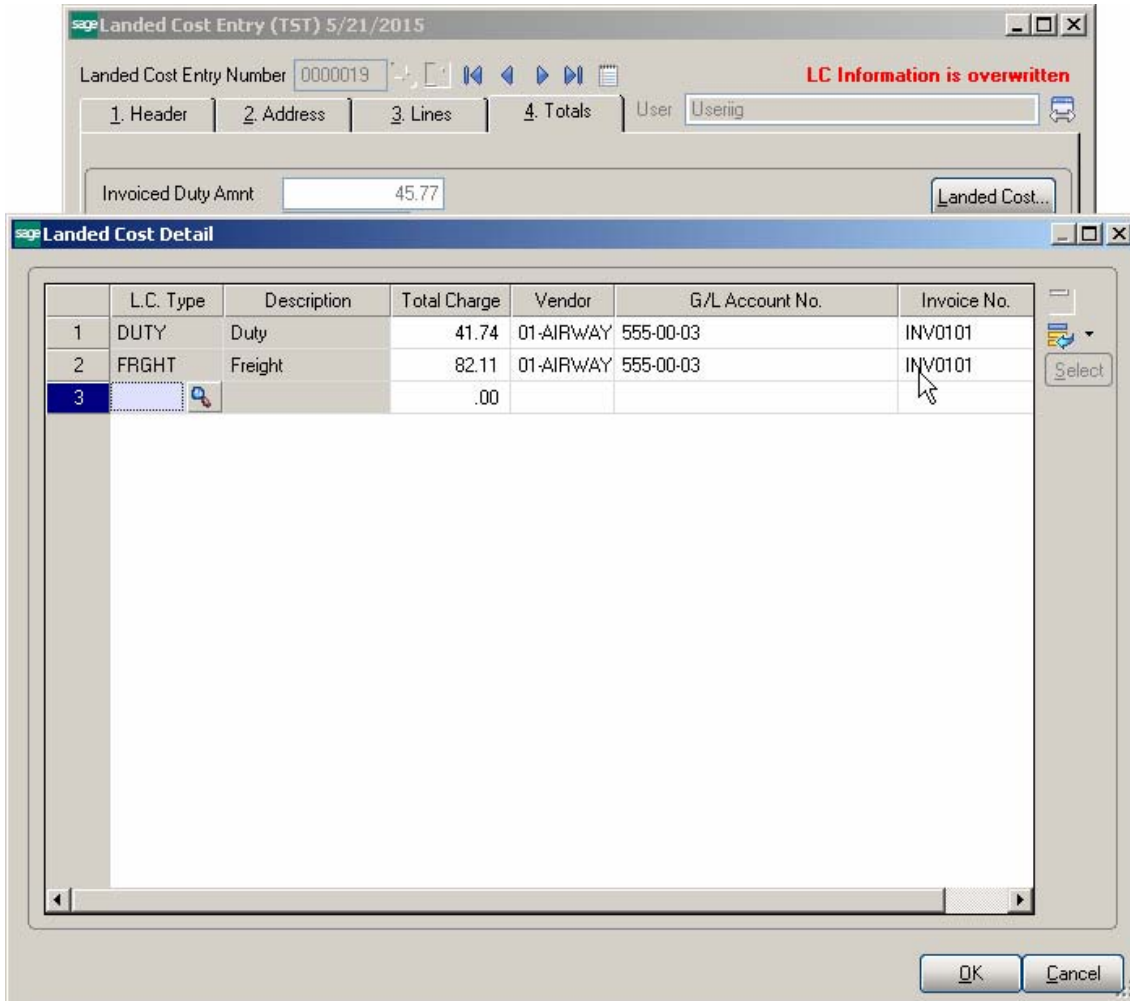 sage Landed Cost Entry (TST) 5/21/2015
Landed Cost Entry Number 0000019 LC Information is overwritten
1. Header 2. Address 3. Lines 4. Totals User Useriig
Invoiced Duty Amnt 45.77 Landed Cost...
sage Landed Cost Detail
L.C. Type Description Total Charge Vendor G/L Account No. Invoice No.
1 DUTY Duty 41.74 01-AIRWAY 555-00-03 INV0101
2 FRGHT Freight 82.11 01-AIRWAY 555-00-03 INV0101
Select
3 .00
OK Cancel